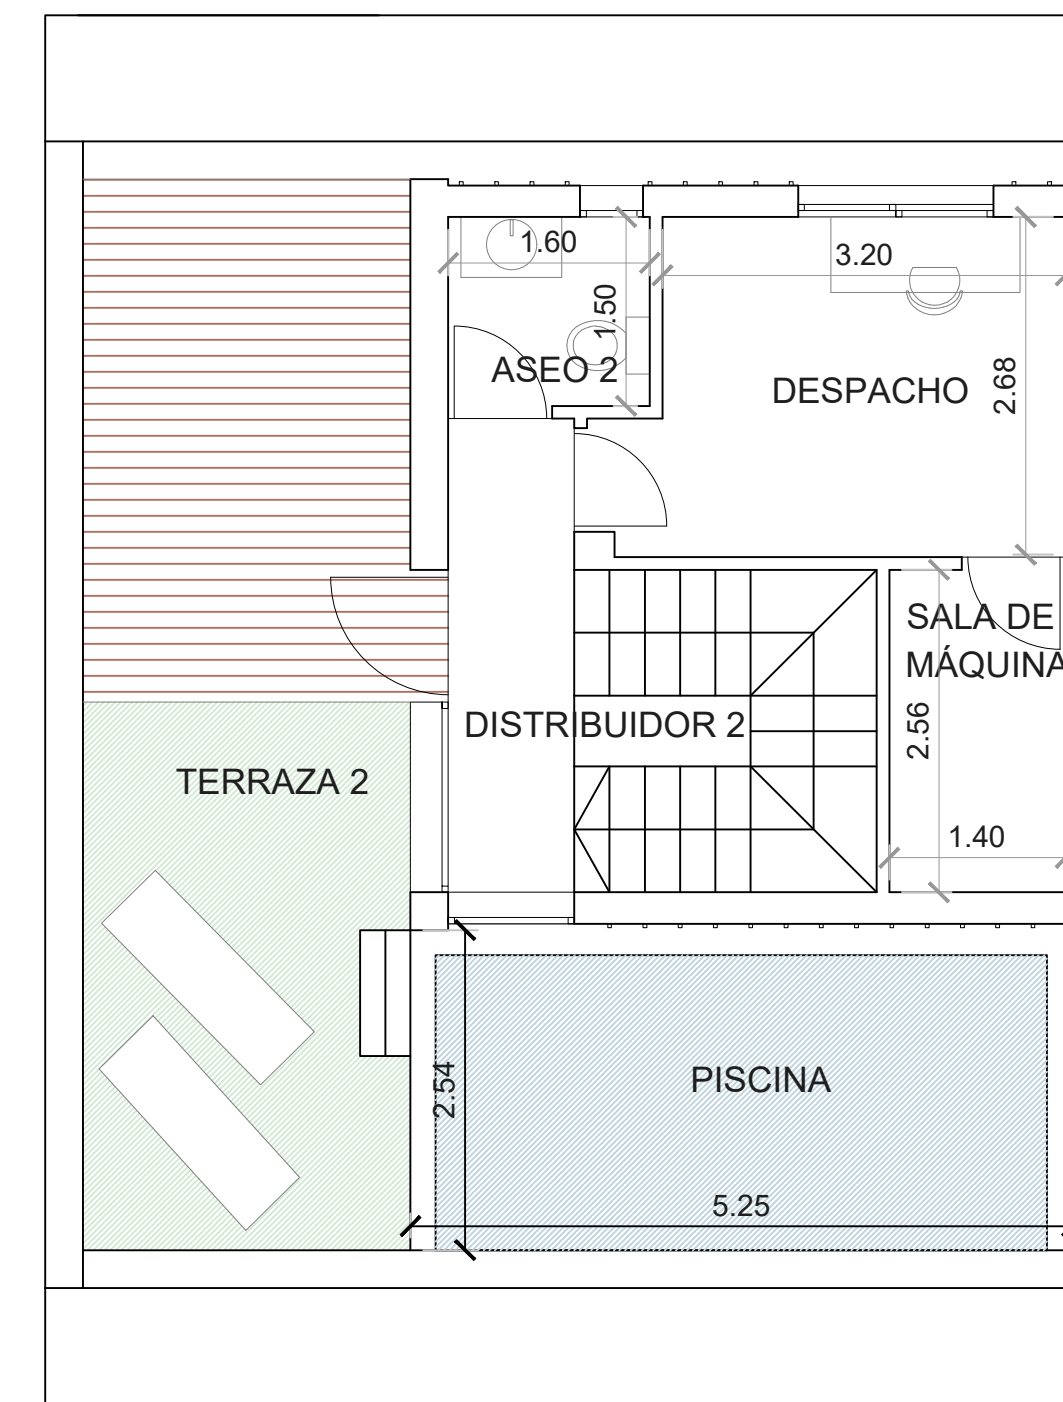 1.60
3.20
1.50
ASEO 2
DESPACHO
2.68
SALA DE
MÁQUINA
DISTRIBUIDOR 2
2.56
TERRAZA 2
1.40
2.54
PISCINA
5.25